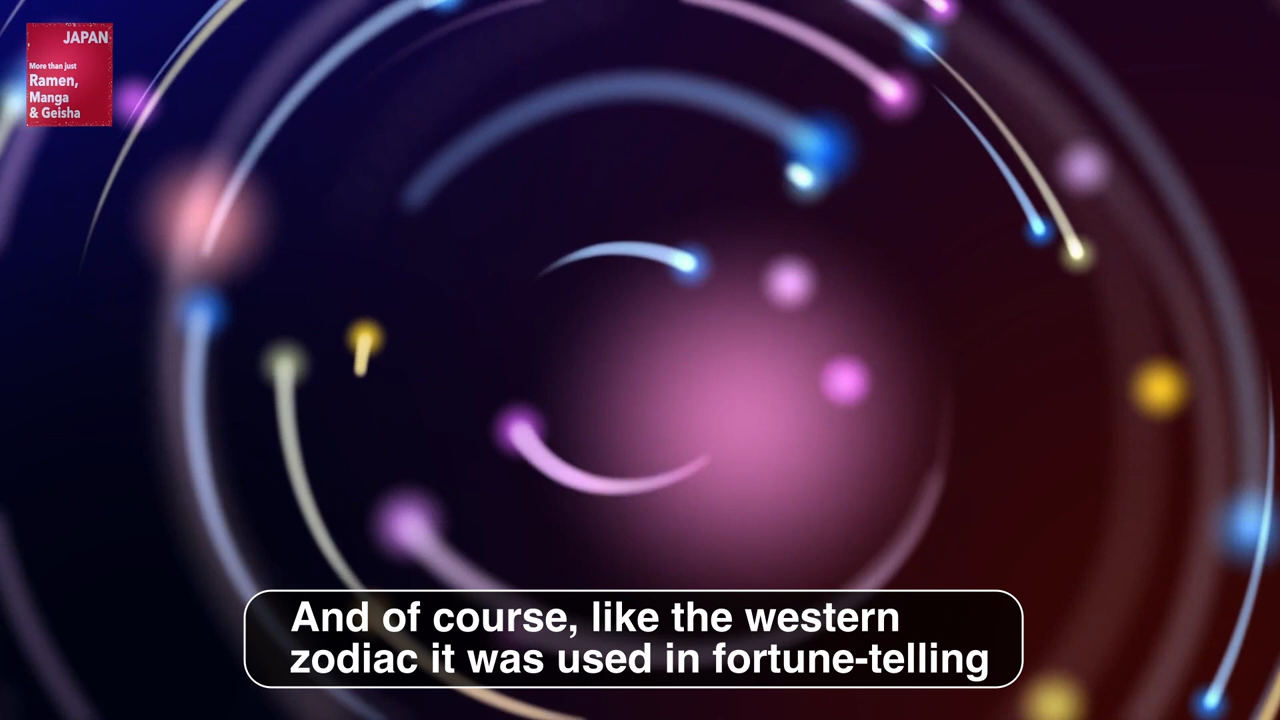 JAPAN
More than just
Ramen,
Manga
& Geisha
And of course, like the western
zodiac it was used in fortune-telling